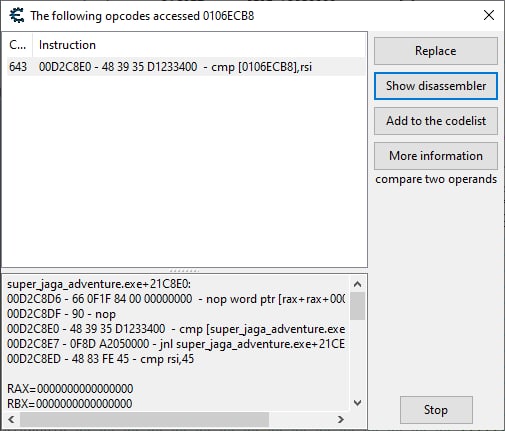 The following opcodes accessed 0106ECB8
C... Instruction
643 00D2C8E0 - 48 39 35 D1233400 - cmp [0106ECB8],rsi
Replace
Show disassembler
Add to the codelist
More information
compare two operands
super_jaga_adventure.exe+21C8E0:
00D2C8D6 - 66 0F1F 84 00 00000000 - nop word ptr [rax+rax+000
00D2C8DF - 90 - nop
00D2C8E0 - 48 39 35 D1233400 - cmp [super_jaga_adventure.exe
00D2C8E7 - 0F8D A2050000 - jnl super_jaga_adventure.exe+21CE
00D2C8ED - 48 83 FE 45 - cmp rsi,45
RAX=0000000000000000
RBX=0000000000000000
Stop